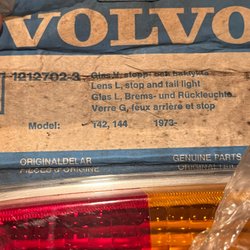 VOLVO
1212702-3 Glas V, stopp- och baklykta
Lens L, stop and tail light
Glas L, Brems- und Rückleuchte
Verre G, feux arrière et stop
Model: 142, 144 1973-
ORIGINALDELAR GENUINE PARTS
PIÈCES D'ORIGINE ORIGINAL